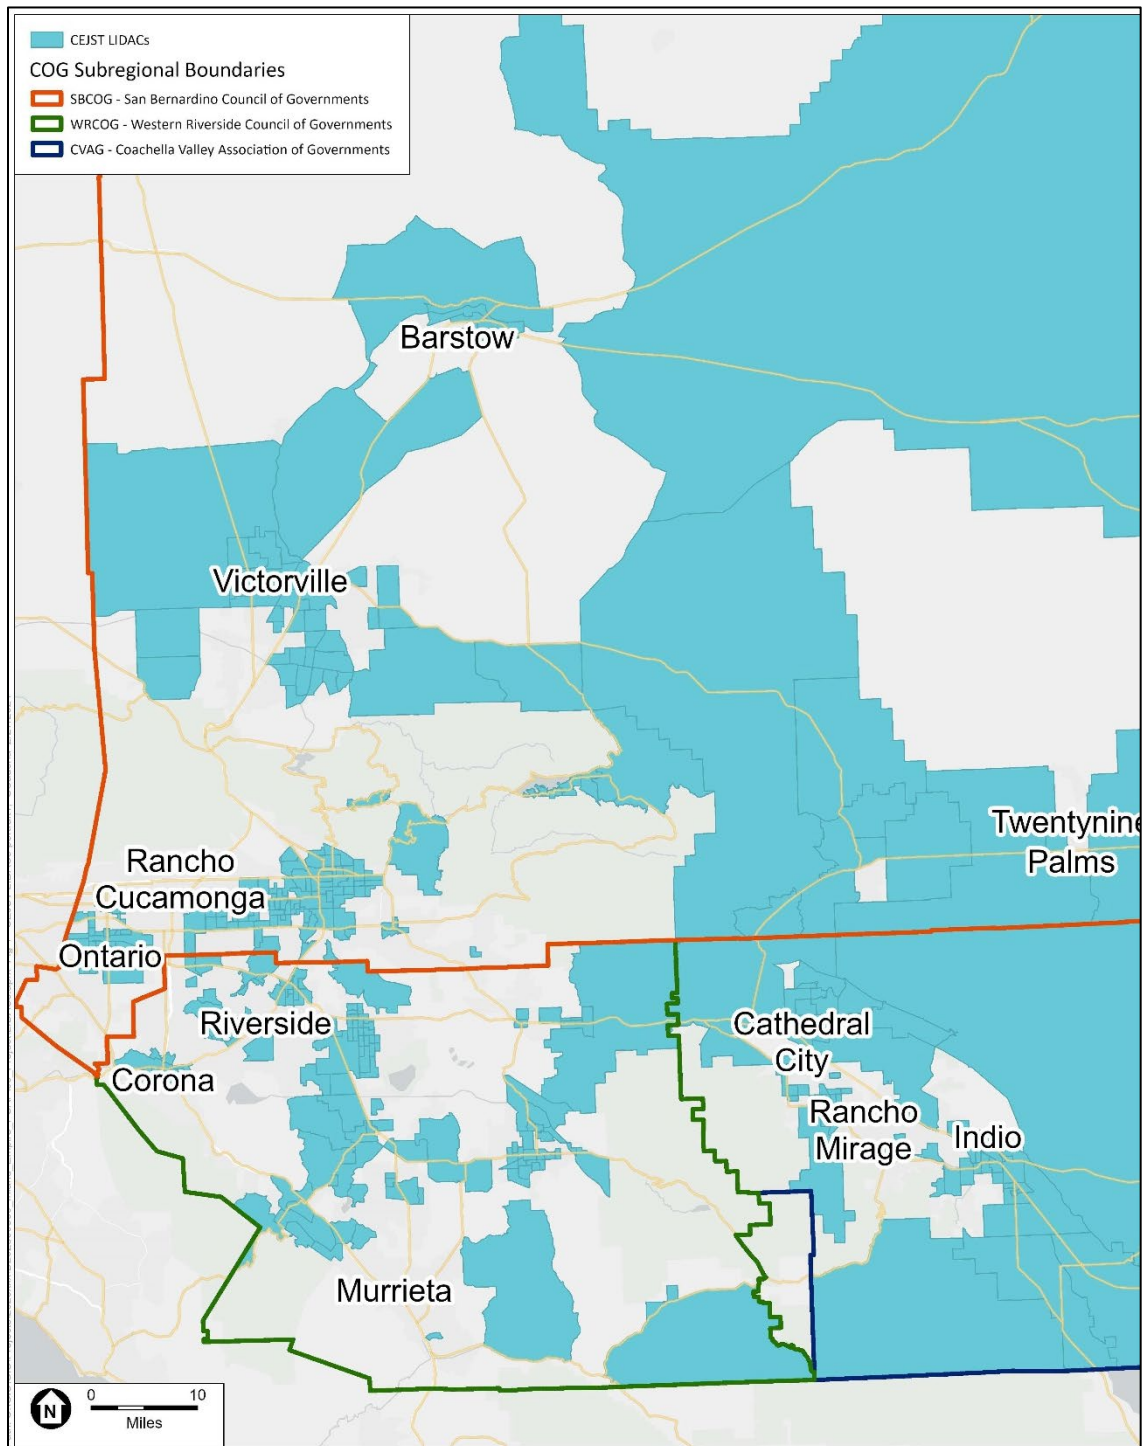 CEJST LIDACs
COG Subregional Boundaries
SBCOG - San Bernardino Council of Governments
WRCOG - Western Riverside Council of Governments
CVAG - Coachella Valley Association of Governments
Barstow
Victorville
Twentynine
Palms
Rancho
Cucamonga
Ontario
Riverside
Cathedral
City
Corona
Rancho
Mirage
Indio
Murrieta
N
0 10
Miles